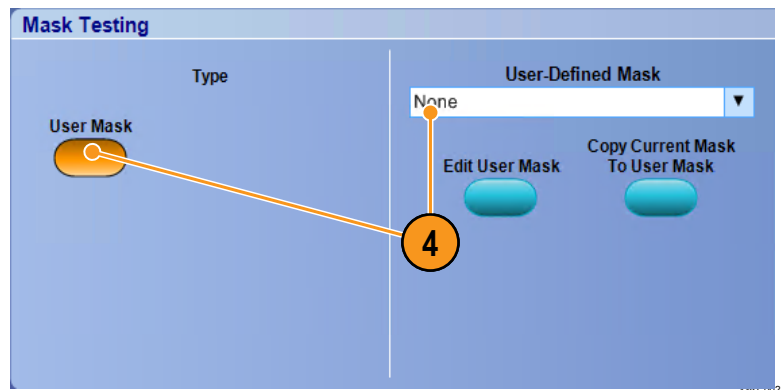 Mask Testing
Type
User-Defined Mask
None
User Mask
Copy Current Mask
Edit User Mask To User Mask
4